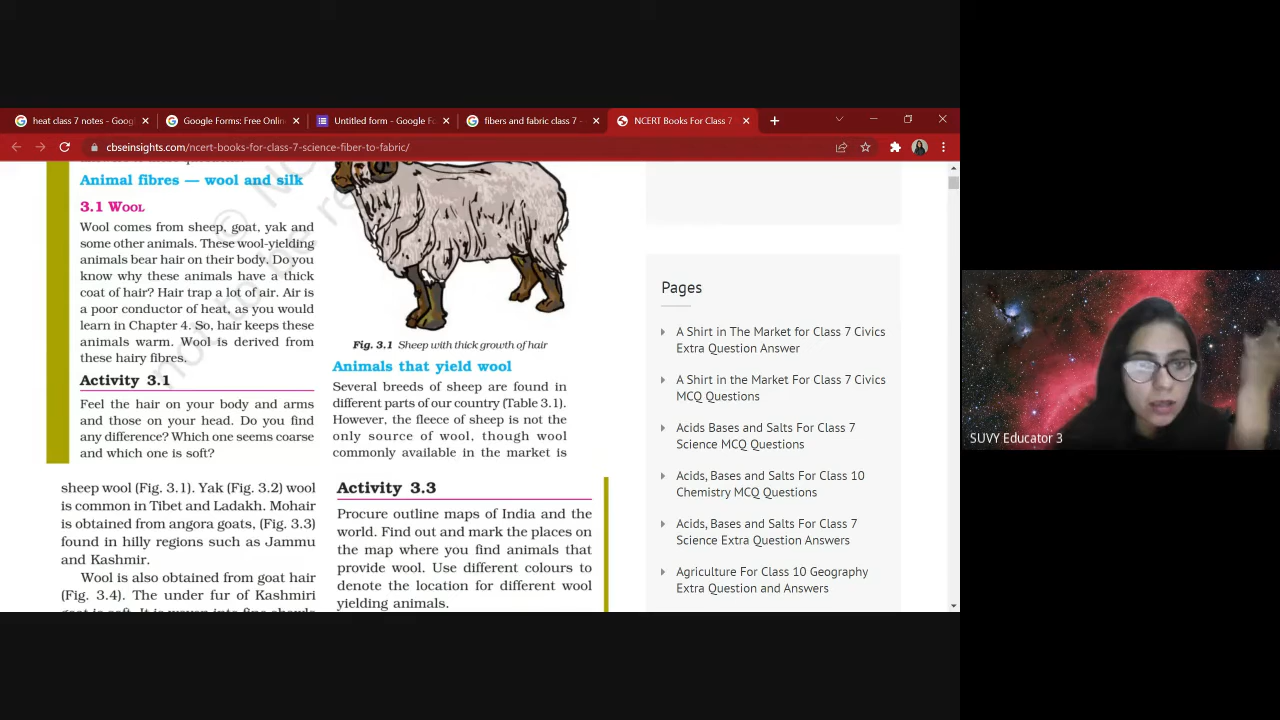 heat class 7 notes - Goog
Google Forms: Free Onlin
Untitled form - Google Fo
fibers and fabric class 7 -
NCERT Books For Class 7
cbseinsights.com/ncert-books-for-class-7-science-fiber-to-fabric/
Animal fibres — wool and silk
3.1 WOOL
Wool comes from sheep, goat, yak and
some other animals. These wool-yielding
animals bear hair on their body. Do you
know why these animals have a thick
coat of hair? Hair trap a lot of air. Air is
a poor conductor of heat, as you would
learn in Chapter 4. So, hair keeps these
animals warm. Wool is derived from
these hairy fibres.
Activity 3.1
Feel the hair on your body and arms
and those on your head. Do you find
any difference? Which one seems coarse
and which one is soft?
Fig. 3.1 Sheep with thick growth of hair
Animals that yield wool
Several breeds of sheep are found in
different parts of our country (Table 3.1).
However, the fleece of sheep is not the
only source of wool, though wool
commonly available in the market is
sheep wool (Fig. 3.1). Yak (Fig. 3.2) wool
is common in Tibet and Ladakh. Mohair
is obtained from angora goats, (Fig. 3.3)
found in hilly regions such as Jammu
and Kashmir.
Wool is also obtained from goat hair
(Fig. 3.4). The under fur of Kashmiri
goat is soft. It is woven into fine shawls
Activity 3.3
Procure outline maps of India and the
world. Find out and mark the places on
the map where you find animals that
provide wool. Use different colours to
denote the location for different wool
yielding animals.
Pages
A Shirt in The Market for Class 7 Civics
Extra Question Answer
A Shirt in the Market For Class 7 Civics
MCQ Questions
Acids Bases and Salts For Class 7
Science MCQ Questions
Acids, Bases and Salts For Class 10
Chemistry MCQ Questions
Acids, Bases and Salts For Class 7
Science Extra Question Answers
Agriculture For Class 10 Geography
Extra Question and Answers
SUVY Educator 3